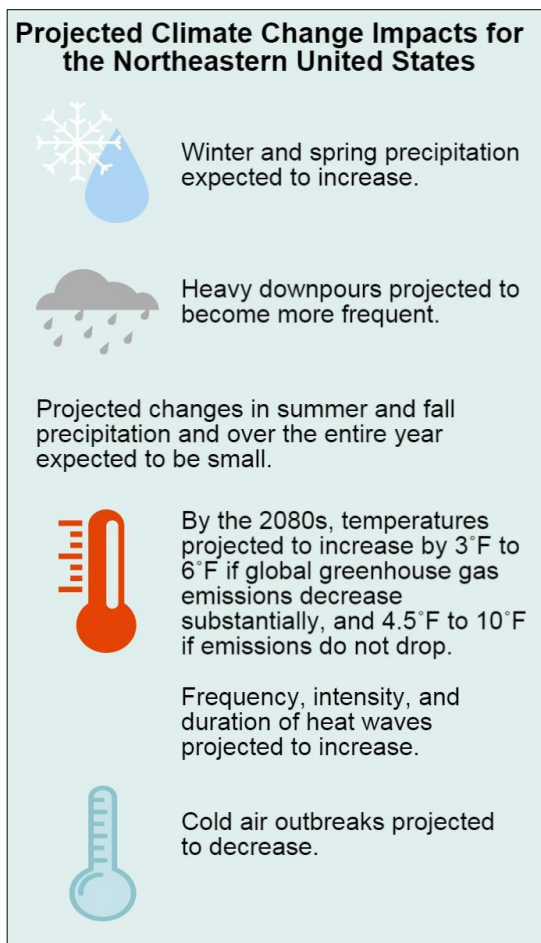 Projected Climate Change Impacts for
the Northeastern United States
Winter and spring precipitation
expected to increase.
Heavy downpours projected to
become more frequent.
Projected changes in summer and fall
precipitation and over the entire year
expected to be small.
By the 2080s, temperatures
projected to increase by 3˚F to
6˚F if global greenhouse gas
emissions decrease
substantially, and 4.5˚F to 10˚F
if emissions do not drop.
Frequency, intensity, and
duration of heat waves
projected to increase.
Cold air outbreaks projected
to decrease.